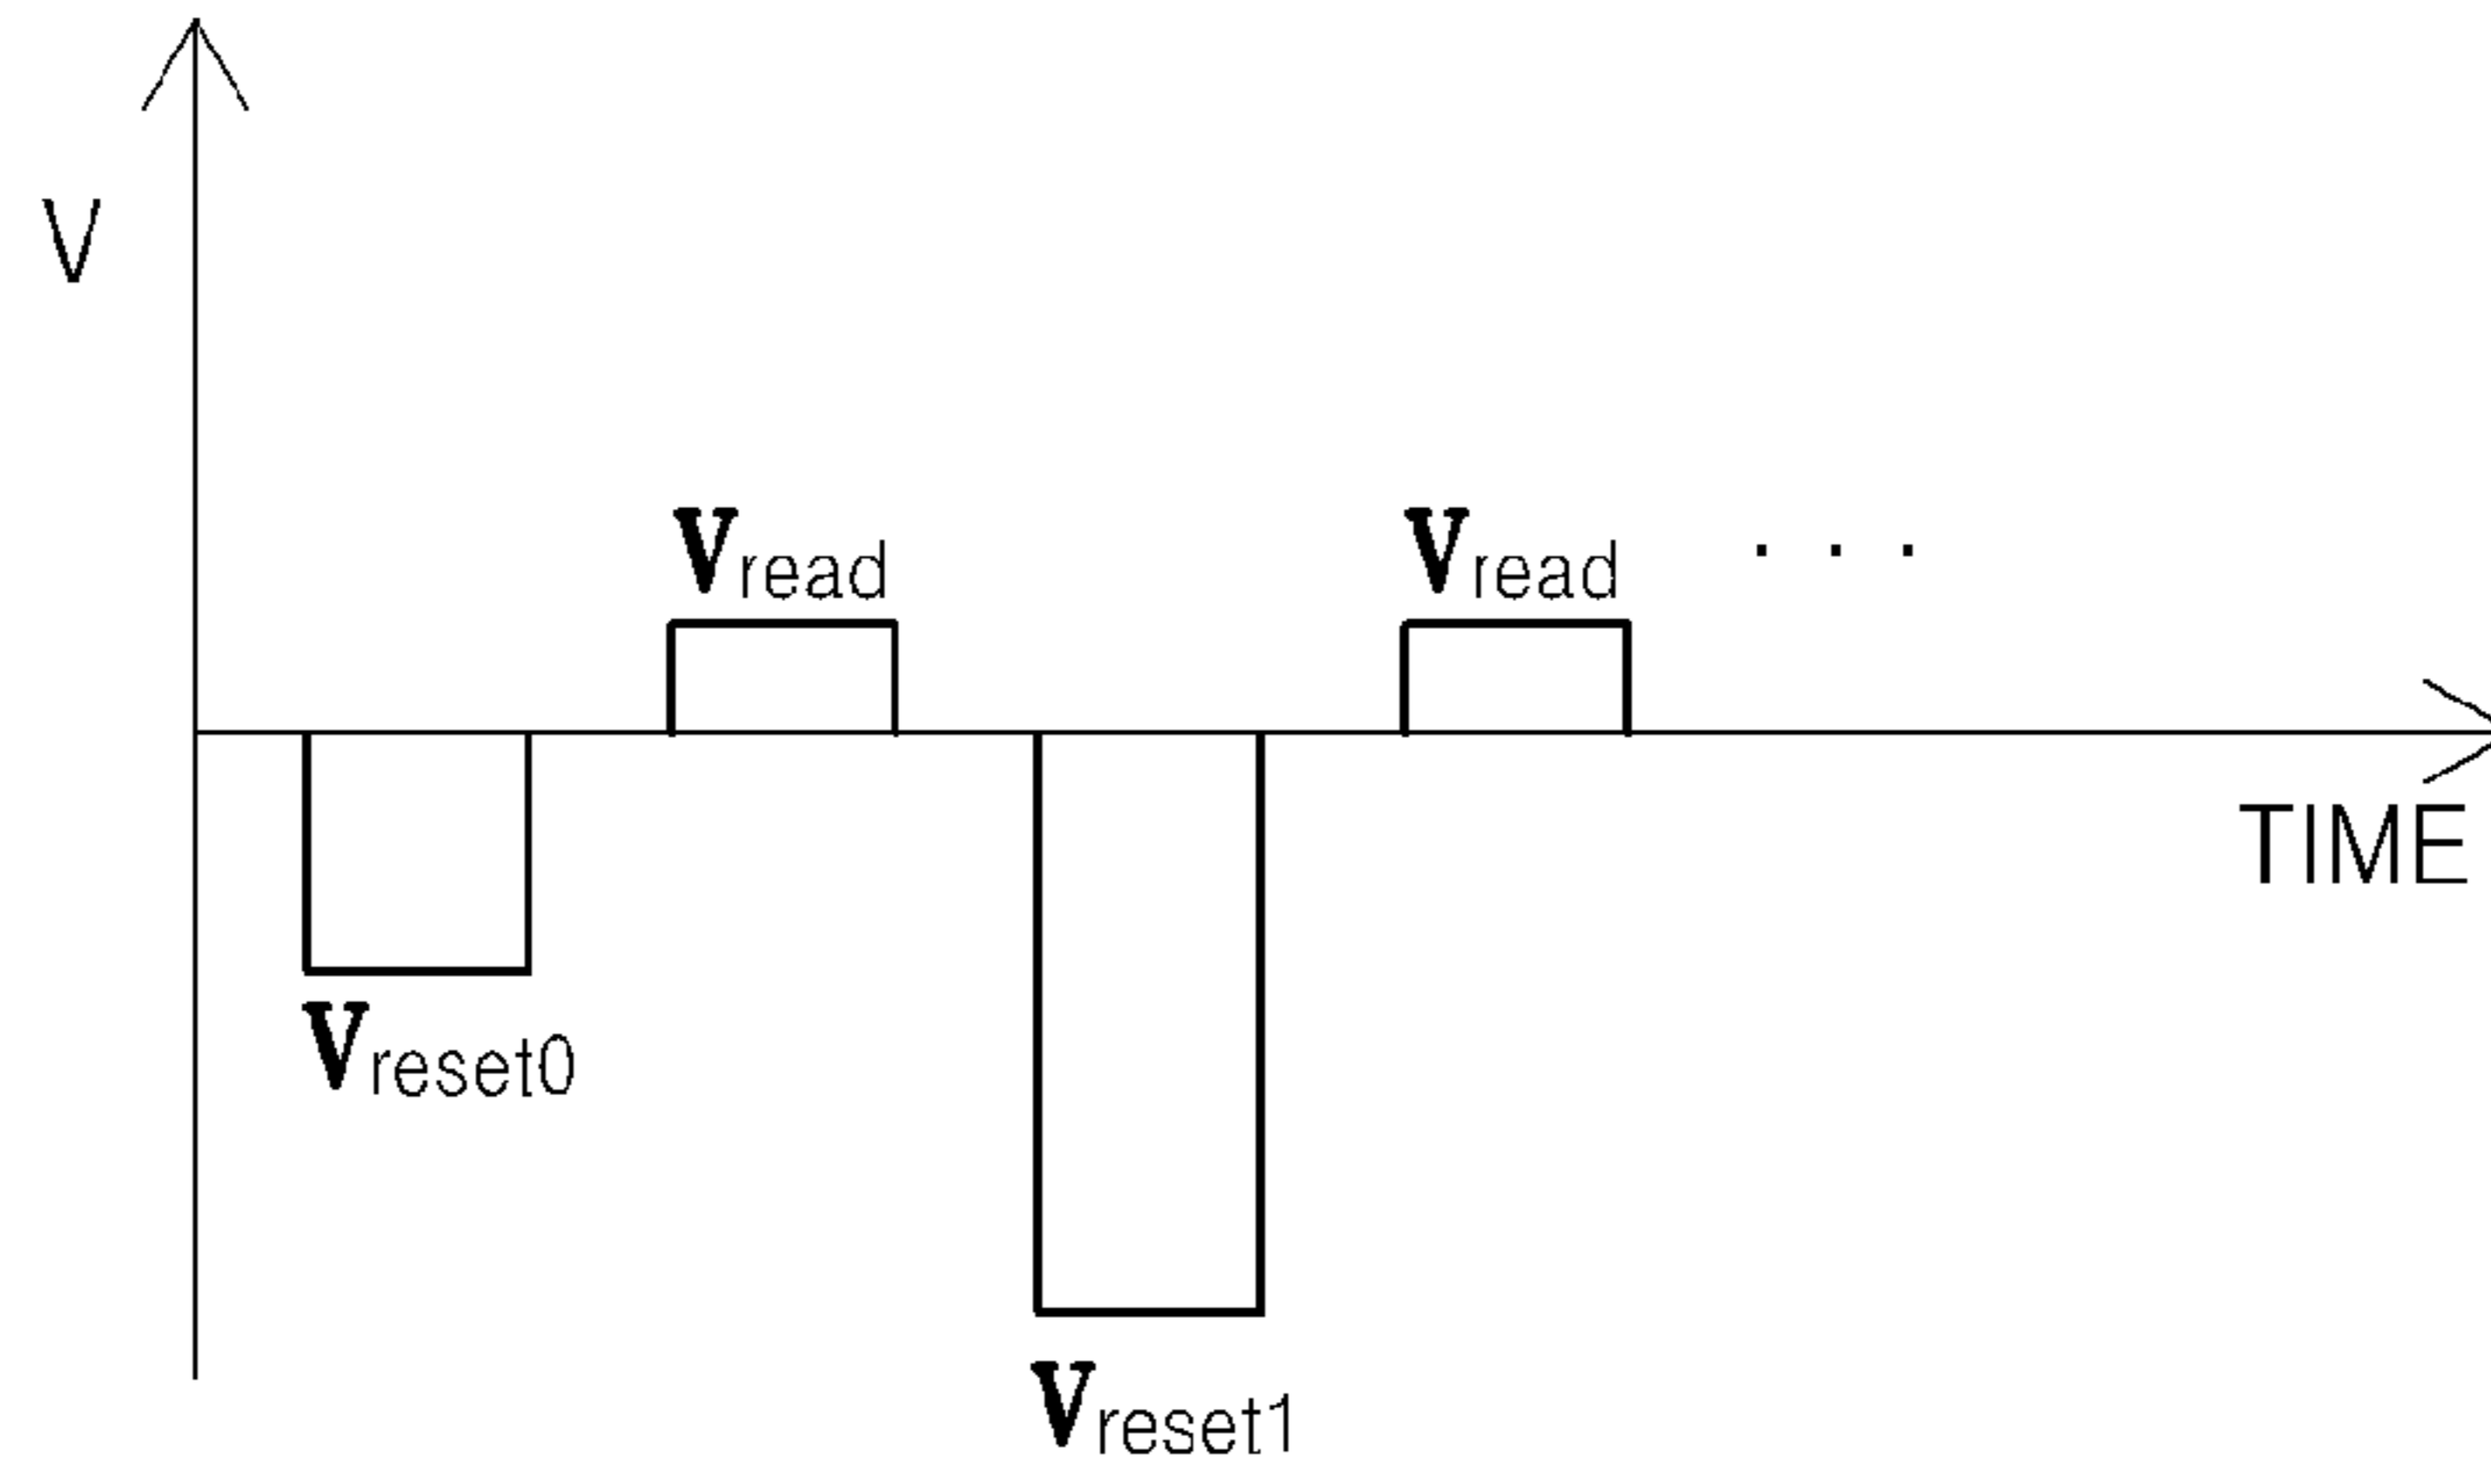 V
Vread
Vread
. . .
TIME
Vreset0
Vreset1